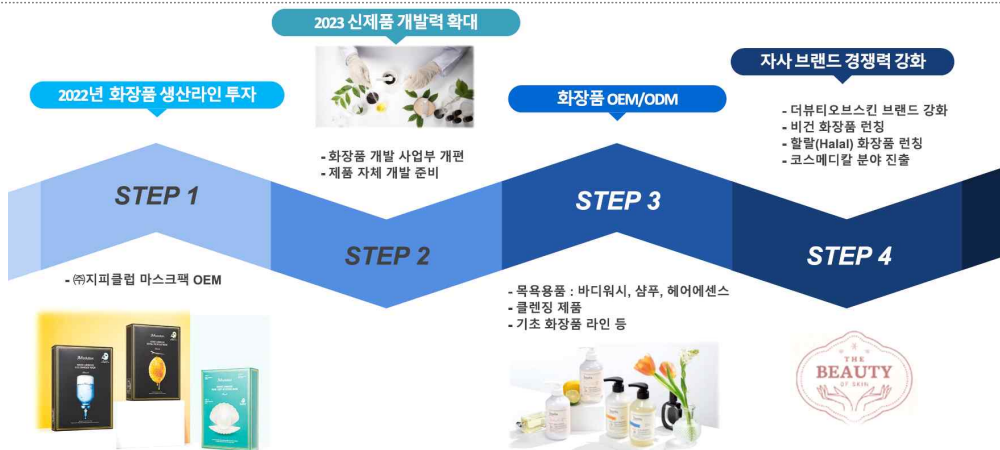 2022년 화장품 생산라인 투자
STEP 1
- ㈜지피클럽 마스크팩 OEM
2023 신제품 개발력 확대
- 화장품 개발 사업부 개편
- 제품 자체 개발 준비
STEP 2
화장품 OEM/ODM
STEP 3
- 목욕용품 : 바디워시, 샴푸, 헤어에센스
- 클렌징 제품
- 기초 화장품 라인 등
자사 브랜드 경쟁력 강화
- 더뷰티오브스킨 브랜드 강화
- 비건 화장품 런칭
- 할랄(Halal) 화장품 런칭
- 코스메디칼 분야 진출
STEP 4
THE
BEAUTY
OF SKIN